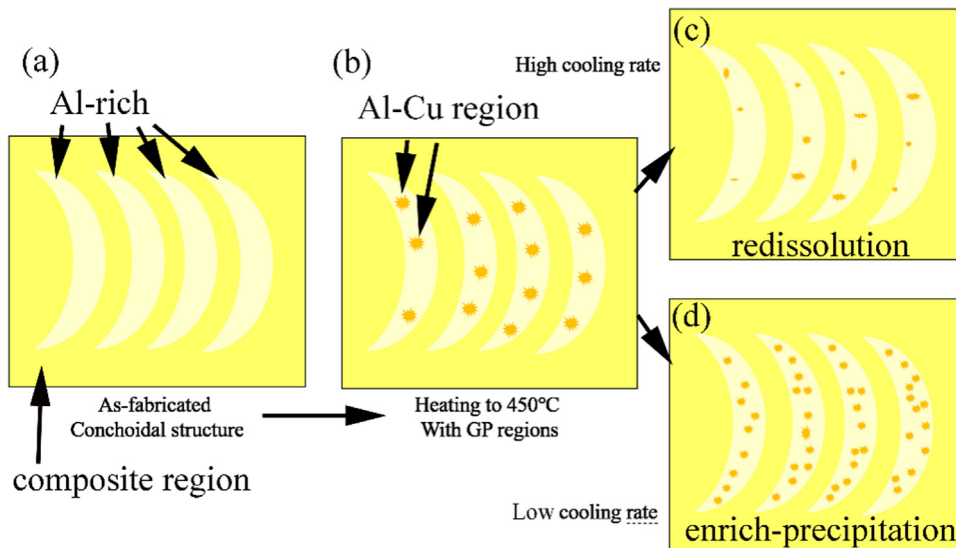 (a)
Al-rich
As-fabricated
Conchoidal structure
composite region
(b)
Al-Cu region
Heating to 450°C
With GP regions
High cooling rate
(c)
redissolution
(d)
Low cooling rate
enrich-precipitation